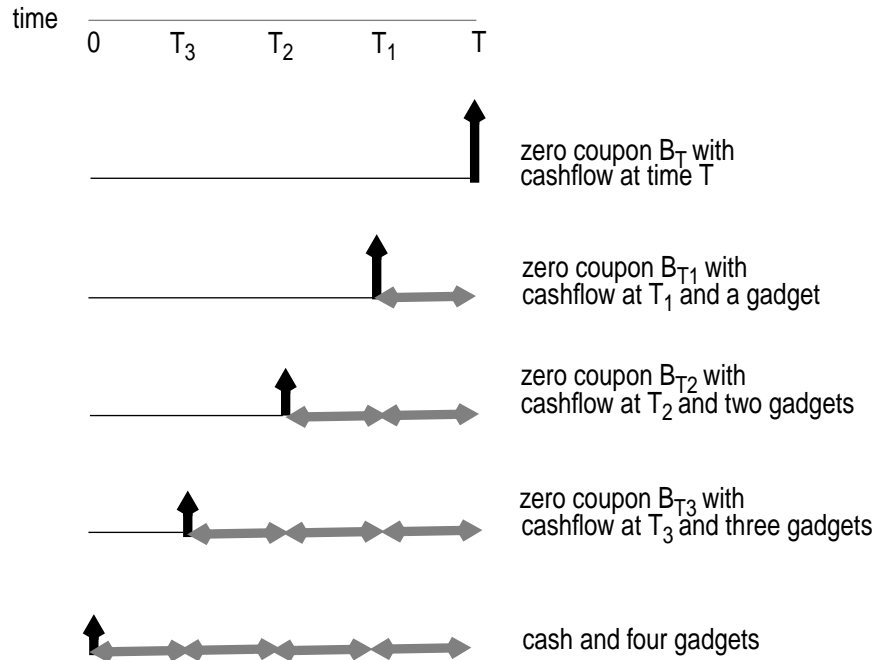 time
0 T3 T2 T1 T
zero coupon BT with
cashflow at time T
zero coupon BT1 with
cashflow at T1 and a gadget
zero coupon BT2 with
cashflow at T2 and two gadgets
zero coupon BT3 with
cashflow at T3 and three gadgets
cash and four gadgets